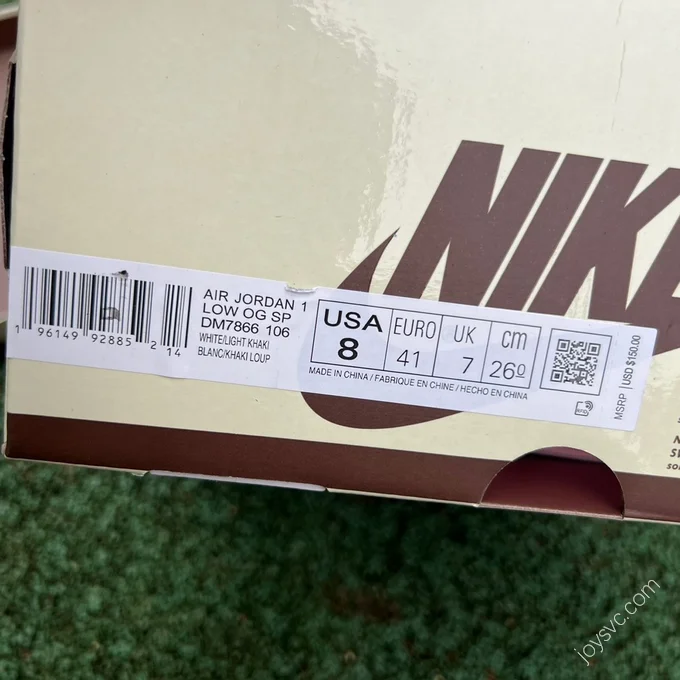 NIKE
AIR JORDAN 1
LOW OG SP
DM7866 106
WHITE/LIGHT KHAKI
BLANC/KHAKI LOUP
1 96149 92885 2 14
USA
8
EURO
41
UK
7
cm
26.0
MADE IN CHINA / FABRIQUE EN CHINE / HECHO EN CHINA
RFID
MSRP | USD $150.00
joysvc.com